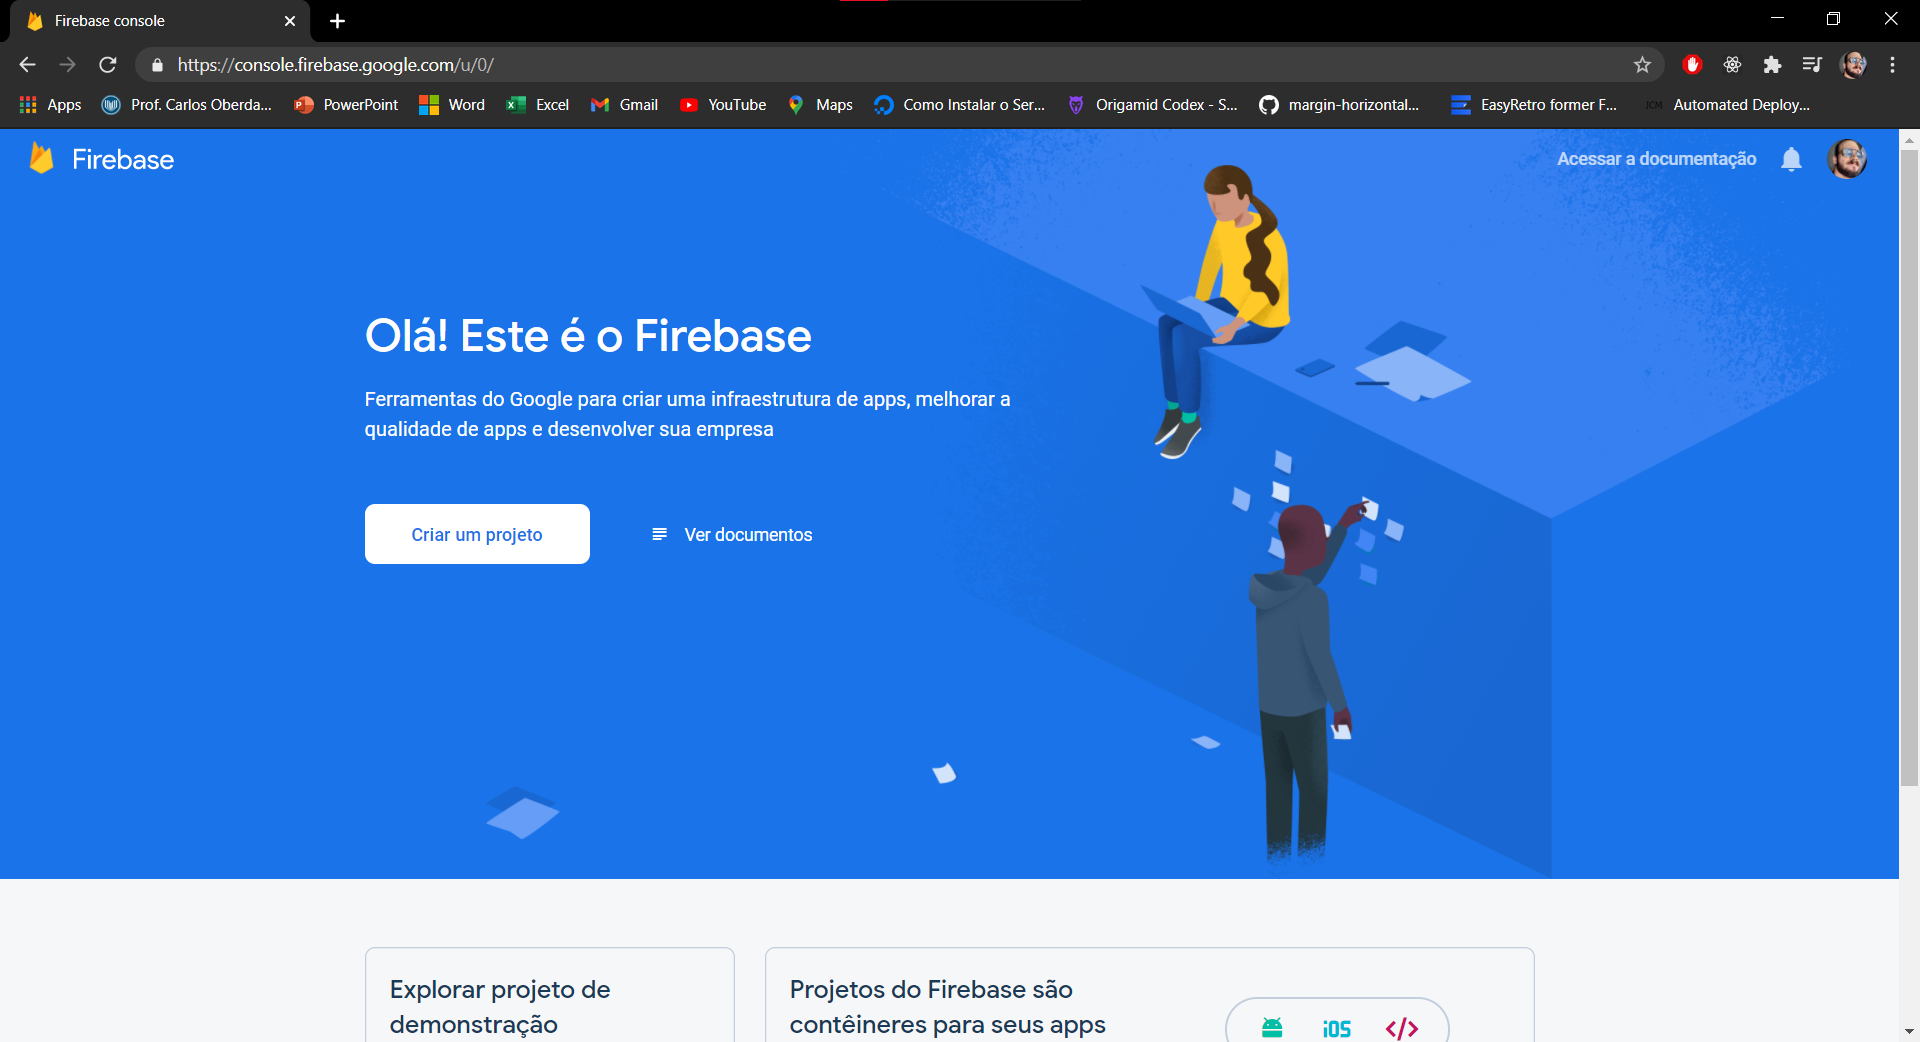 Firebase console
https://console.firebase.google.com/u/0/
Apps
Prof. Carlos Oberda...
PowerPoint
Word
Excel
Gmail
YouTube
Maps
Como Instalar o Ser...
Origamid Codex - S...
margin-horizontal...
EasyRetro former F...
JCM
Automated Deploy...
Firebase
Acessar a documentação
Olá! Este é o Firebase
Ferramentas do Google para criar uma infraestrutura de apps, melhorar a
qualidade de apps e desenvolver sua empresa
Criar um projeto
Ver documentos
Explorar projeto de
demonstração
Projetos do Firebase são
contêineres para seus apps
iOS
</>